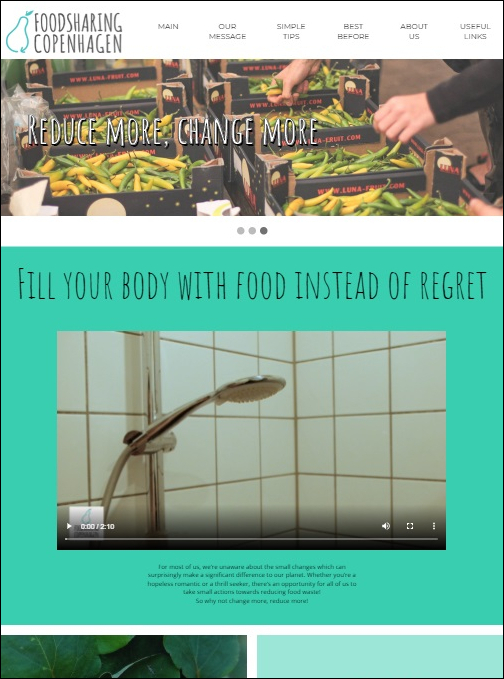 FOODSHARING
COPENHAGEN
MAIN
OUR
MESSAGE
SIMPLE
TIPS
BEST
BEFORE
ABOUT
US
USEFUL
LINKS
REDUCE MORE, CHANGE MORE
WWW.LUNA-FRUIT.COM
WWW.LUNA-FRUIT.COM
FILL YOUR BODY WITH FOOD INSTEAD OF REGRET
0:00 / 2:10
For most of us, we're unaware about the small changes which can
surprisingly make a significant difference to our planet. Whether you're a
hopeless romantic or a thrill seeker, there's an opportunity for all of us to
take small actions towards reducing food waste!
So why not change more, reduce more!